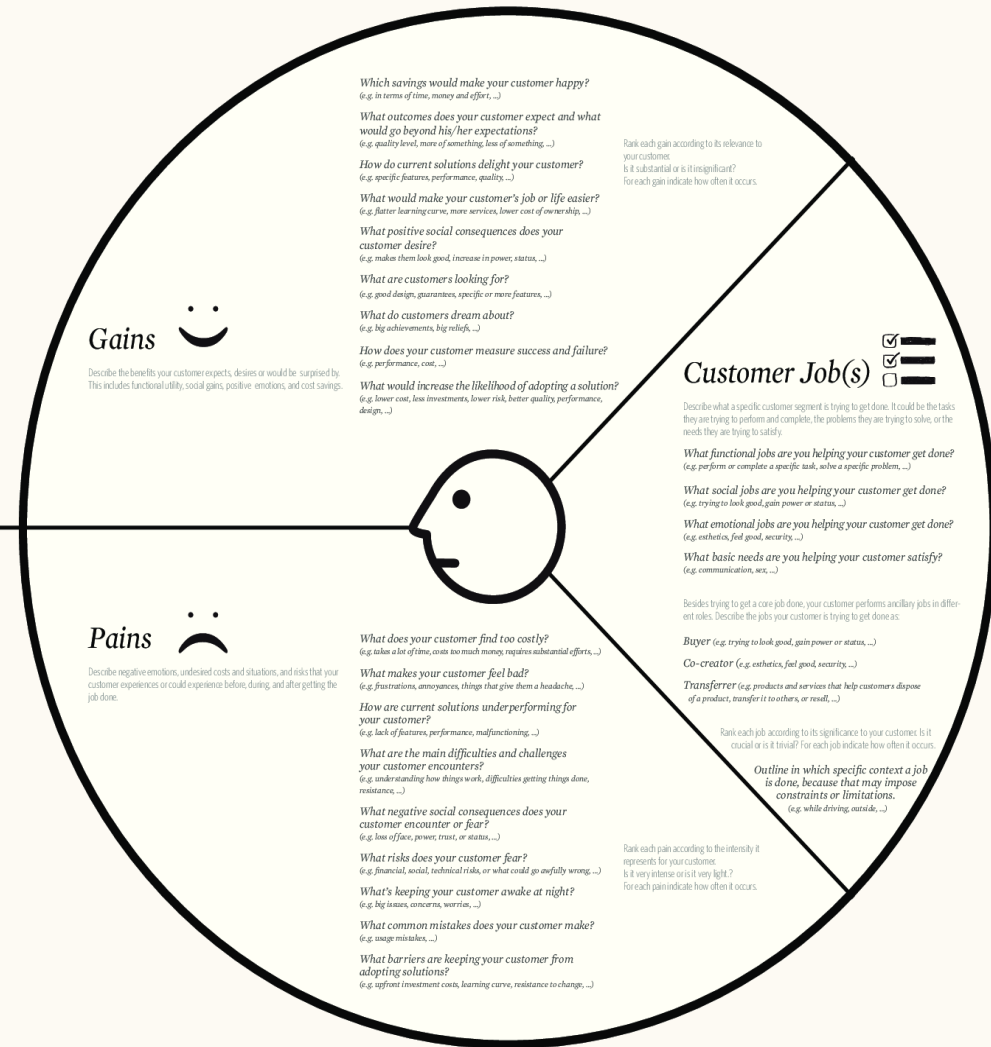 Which savings would make your customer happy?
(e.g. in terms of time, money and effort, …)
What outcomes does your customer expect and what
would go beyond his/her expectations?
(e.g. quality level, more of something, less of something, …)
How do current solutions delight your customer?
(e.g. specific features, performance, quality, …)
What would make your customer's job or life easier?
(e.g. flatter learning curve, more services, lower cost of ownership, …)
What positive social consequences does your
customer desire?
(e.g. makes them look good, increase in power, status, …)
What are customers looking for?
(e.g. good design, guarantees, specific or more features, …)
What do customers dream about?
(e.g. big achievements, big reliefs, …)
How does your customer measure success and failure?
(e.g. performance, cost, …)
What would increase the likelihood of adopting a solution?
(e.g. lower cost, less investments, lower risk, better quality, performance,
design, …)
Rank each gain according to its relevance to
your customer.
Is it substantial or is it insignificant?
For each gain indicate how often it occurs.
Gains
Describe the benefits your customer expects, desires or would be surprised by.
This includes functional utility, social gains, positive emotions, and cost savings.
Customer Job(s)
Describe what a specific customer segment is trying to get done. It could be the tasks
they are trying to perform and complete, the problems they are trying to solve, or the
needs they are trying to satisfy.
What functional jobs are you helping your customer get done?
(e.g. perform or complete a specific task, solve a specific problem, …)
What social jobs are you helping your customer get done?
(e.g. trying to look good, gain power or status, …)
What emotional jobs are you helping your customer get done?
(e.g. esthetics, feel good, security, …)
What basic needs are you helping your customer satisfy?
(e.g. communication, sex, …)
Besides trying to get a core job done, your customer performs ancillary jobs in differ-
ent roles. Describe the jobs your customer is trying to get done as:
Buyer (e.g. trying to look good, gain power or status, …)
Co-creator (e.g. esthetics, feel good, security, …)
Transferrer (e.g. products and services that help customers dispose
of a product, transfer it to others, or resell, …)
Rank each job according to its significance to your customer. Is it
crucial or is it trivial? For each job indicate how often it occurs.
Outline in which specific context a job
is done, because that may impose
constraints or limitations.
(e.g. while driving, outside, …)
Pains
Describe negative emotions, undesired costs and situations, and risks that your
customer experiences or could experience before, during, and after getting the
job done.
What does your customer find too costly?
(e.g. takes a lot of time, costs too much money, requires substantial efforts, …)
What makes your customer feel bad?
(e.g. frustrations, annoyances, things that give them a headache, …)
How are current solutions underperforming for
your customer?
(e.g. lack of features, performance, malfunctioning, …)
What are the main difficulties and challenges
your customer encounters?
(e.g. understanding how things work, difficulties getting things done,
resistance, …)
What negative social consequences does your
customer encounter or fear?
(e.g. loss of face, power, trust, or status, …)
What risks does your customer fear?
(e.g. financial, social, technical risks, or what could go awfully wrong, …)
What's keeping your customer awake at night?
(e.g. big issues, concerns, worries, …)
What common mistakes does your customer make?
(e.g. usage mistakes, …)
What barriers are keeping your customer from
adopting solutions?
(e.g. upfront investment costs, learning curve, resistance to change, …)
Rank each pain according to the intensity it
represents for your customer.
Is it very intense or is it very light.?
For each pain indicate how often it occurs.